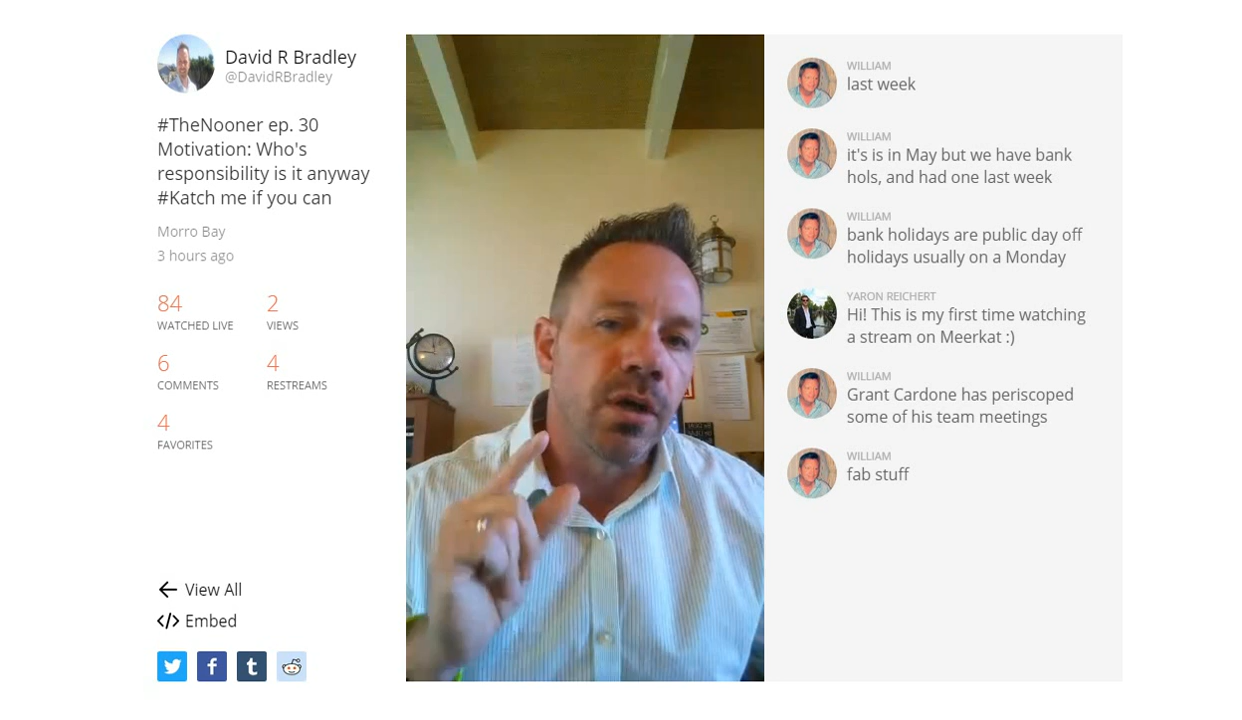 David R Bradley
@DavidRBradley
#TheNooner ep. 30
Motivation: Who's
responsibility is it anyway
#Katch me if you can
Morro Bay
3 hours ago
84
WATCHED LIVE
2
VIEWS
6
COMMENTS
4
RESTREAMS
4
FAVORITES
View All
Embed
WILLIAM
last week
WILLIAM
it's is in May but we have bank
hols, and had one last week
WILLIAM
bank holidays are public day off
holidays usually on a Monday
YARON REICHERT
Hi! This is my first time watching
a stream on Meerkat :)
WILLIAM
Grant Cardone has periscoped
some of his team meetings
WILLIAM
fab stuff